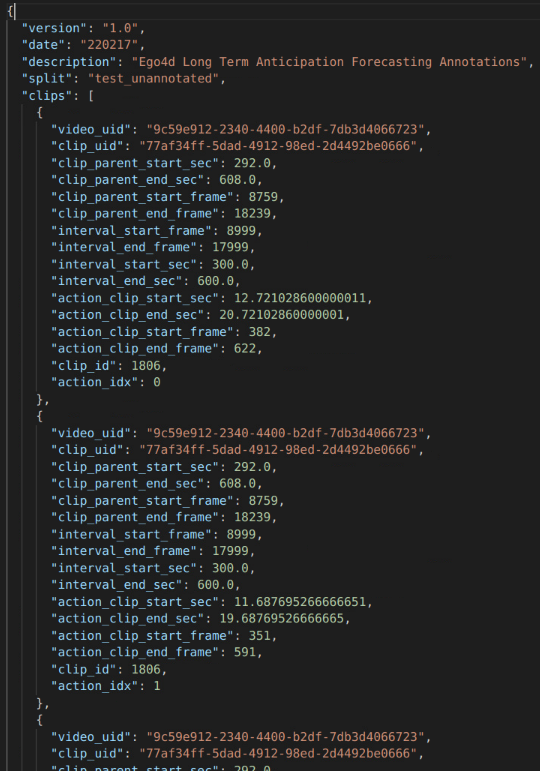 {
"version": "1.0",
"date": "220217",
"description": "Ego4d Long Term Anticipation Forecasting Annotations",
"split": "test_unannotated",
"clips": [
{
"video_uid": "9c59e912-2340-4400-b2df-7db3d4066723",
"clip_uid": "77af34ff-5dad-4912-98ed-2d4492be0666",
"clip_parent_start_sec": 292.0,
"clip_parent_end_sec": 608.0,
"clip_parent_start_frame": 8759,
"clip_parent_end_frame": 18239,
"interval_start_frame": 8999,
"interval_end_frame": 17999,
"interval_start_sec": 300.0,
"interval_end_sec": 600.0,
"action_clip_start_sec": 12.721028600000011,
"action_clip_end_sec": 20.72102860000001,
"action_clip_start_frame": 382,
"action_clip_end_frame": 622,
"clip_id": 1806,
"action_idx": 0
},
{
"video_uid": "9c59e912-2340-4400-b2df-7db3d4066723",
"clip_uid": "77af34ff-5dad-4912-98ed-2d4492be0666",
"clip_parent_start_sec": 292.0,
"clip_parent_end_sec": 608.0,
"clip_parent_start_frame": 8759,
"clip_parent_end_frame": 18239,
"interval_start_frame": 8999,
"interval_end_frame": 17999,
"interval_start_sec": 300.0,
"interval_end_sec": 600.0,
"action_clip_start_sec": 11.687695266666651,
"action_clip_end_sec": 19.68769526666665,
"action_clip_start_frame": 351,
"action_clip_end_frame": 591,
"clip_id": 1806,
"action_idx": 1
},
{
"video_uid": "9c59e912-2340-4400-b2df-7db3d4066723",
"clip_uid": "77af34ff-5dad-4912-98ed-2d4492be0666",
"clip_parent_start_sec": 292.0